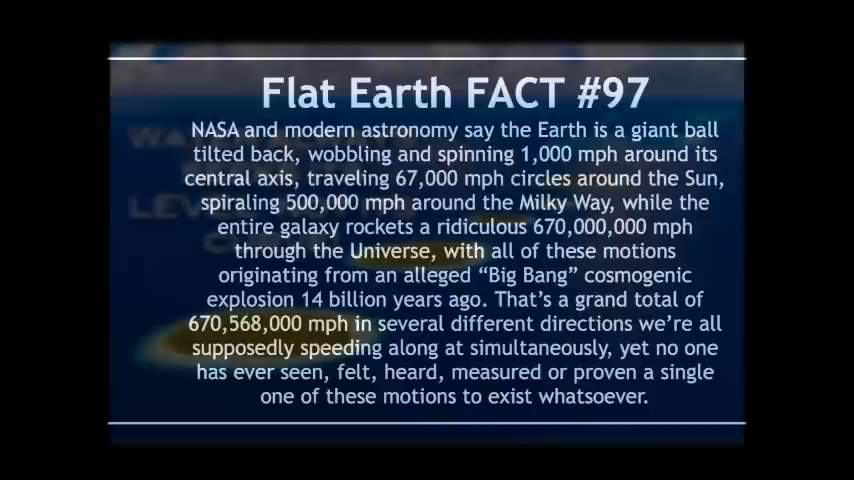 Flat Earth FACT #97
NASA and modern astronomy say the Earth is a giant ball
tilted back, wobbling and spinning 1,000 mph around its
central axis, traveling 67,000 mph circles around the Sun,
spiraling 500,000 mph around the Milky Way, while the
entire galaxy rockets a ridiculous 670,000,000 mph
through the Universe, with all of these motions
originating from an alleged “Big Bang” cosmogenic
explosion 14 billion years ago. That’s a grand total of
670,568,000 mph in several different directions we’re all
supposedly speeding along at simultaneously, yet no one
has ever seen, felt, heard, measured or proven a single
one of these motions to exist whatsoever.